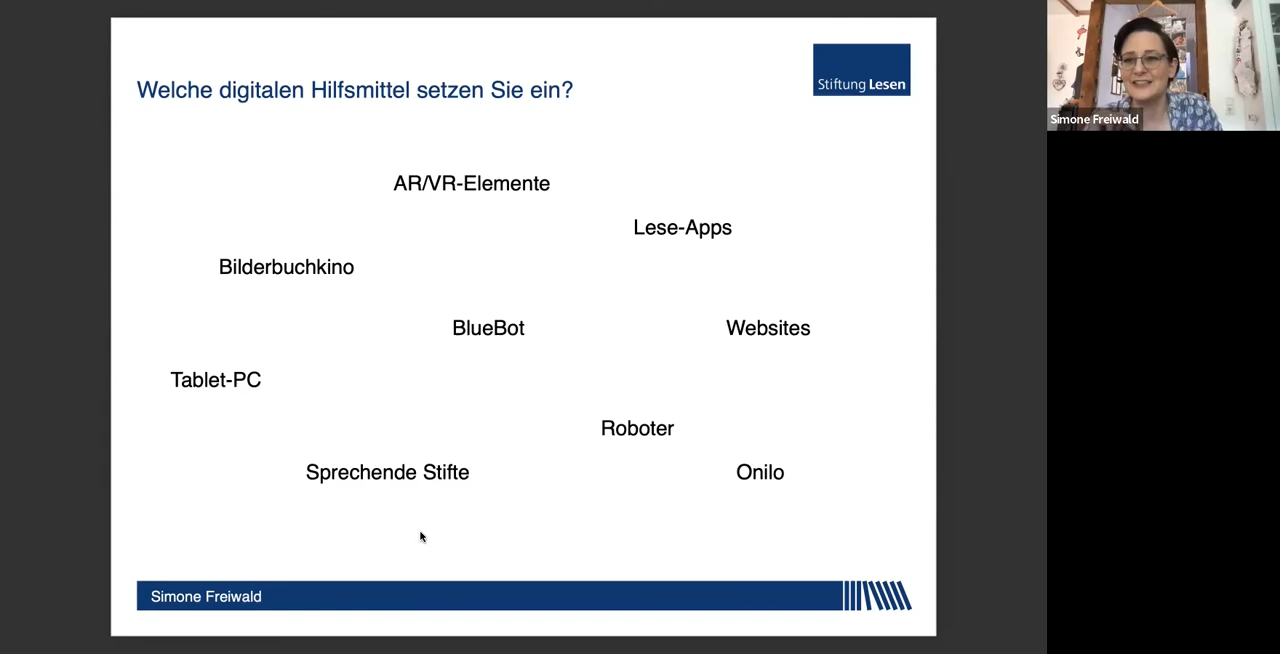 Welche digitalen Hilfsmittel setzen Sie ein?
Stiftung Lesen
Simone Freiwald
AR/VR-Elemente
Lese-Apps
Bilderbuchkino
BlueBot
Websites
Tablet-PC
Roboter
Sprechende Stifte
Onilo
Simone Freiwald